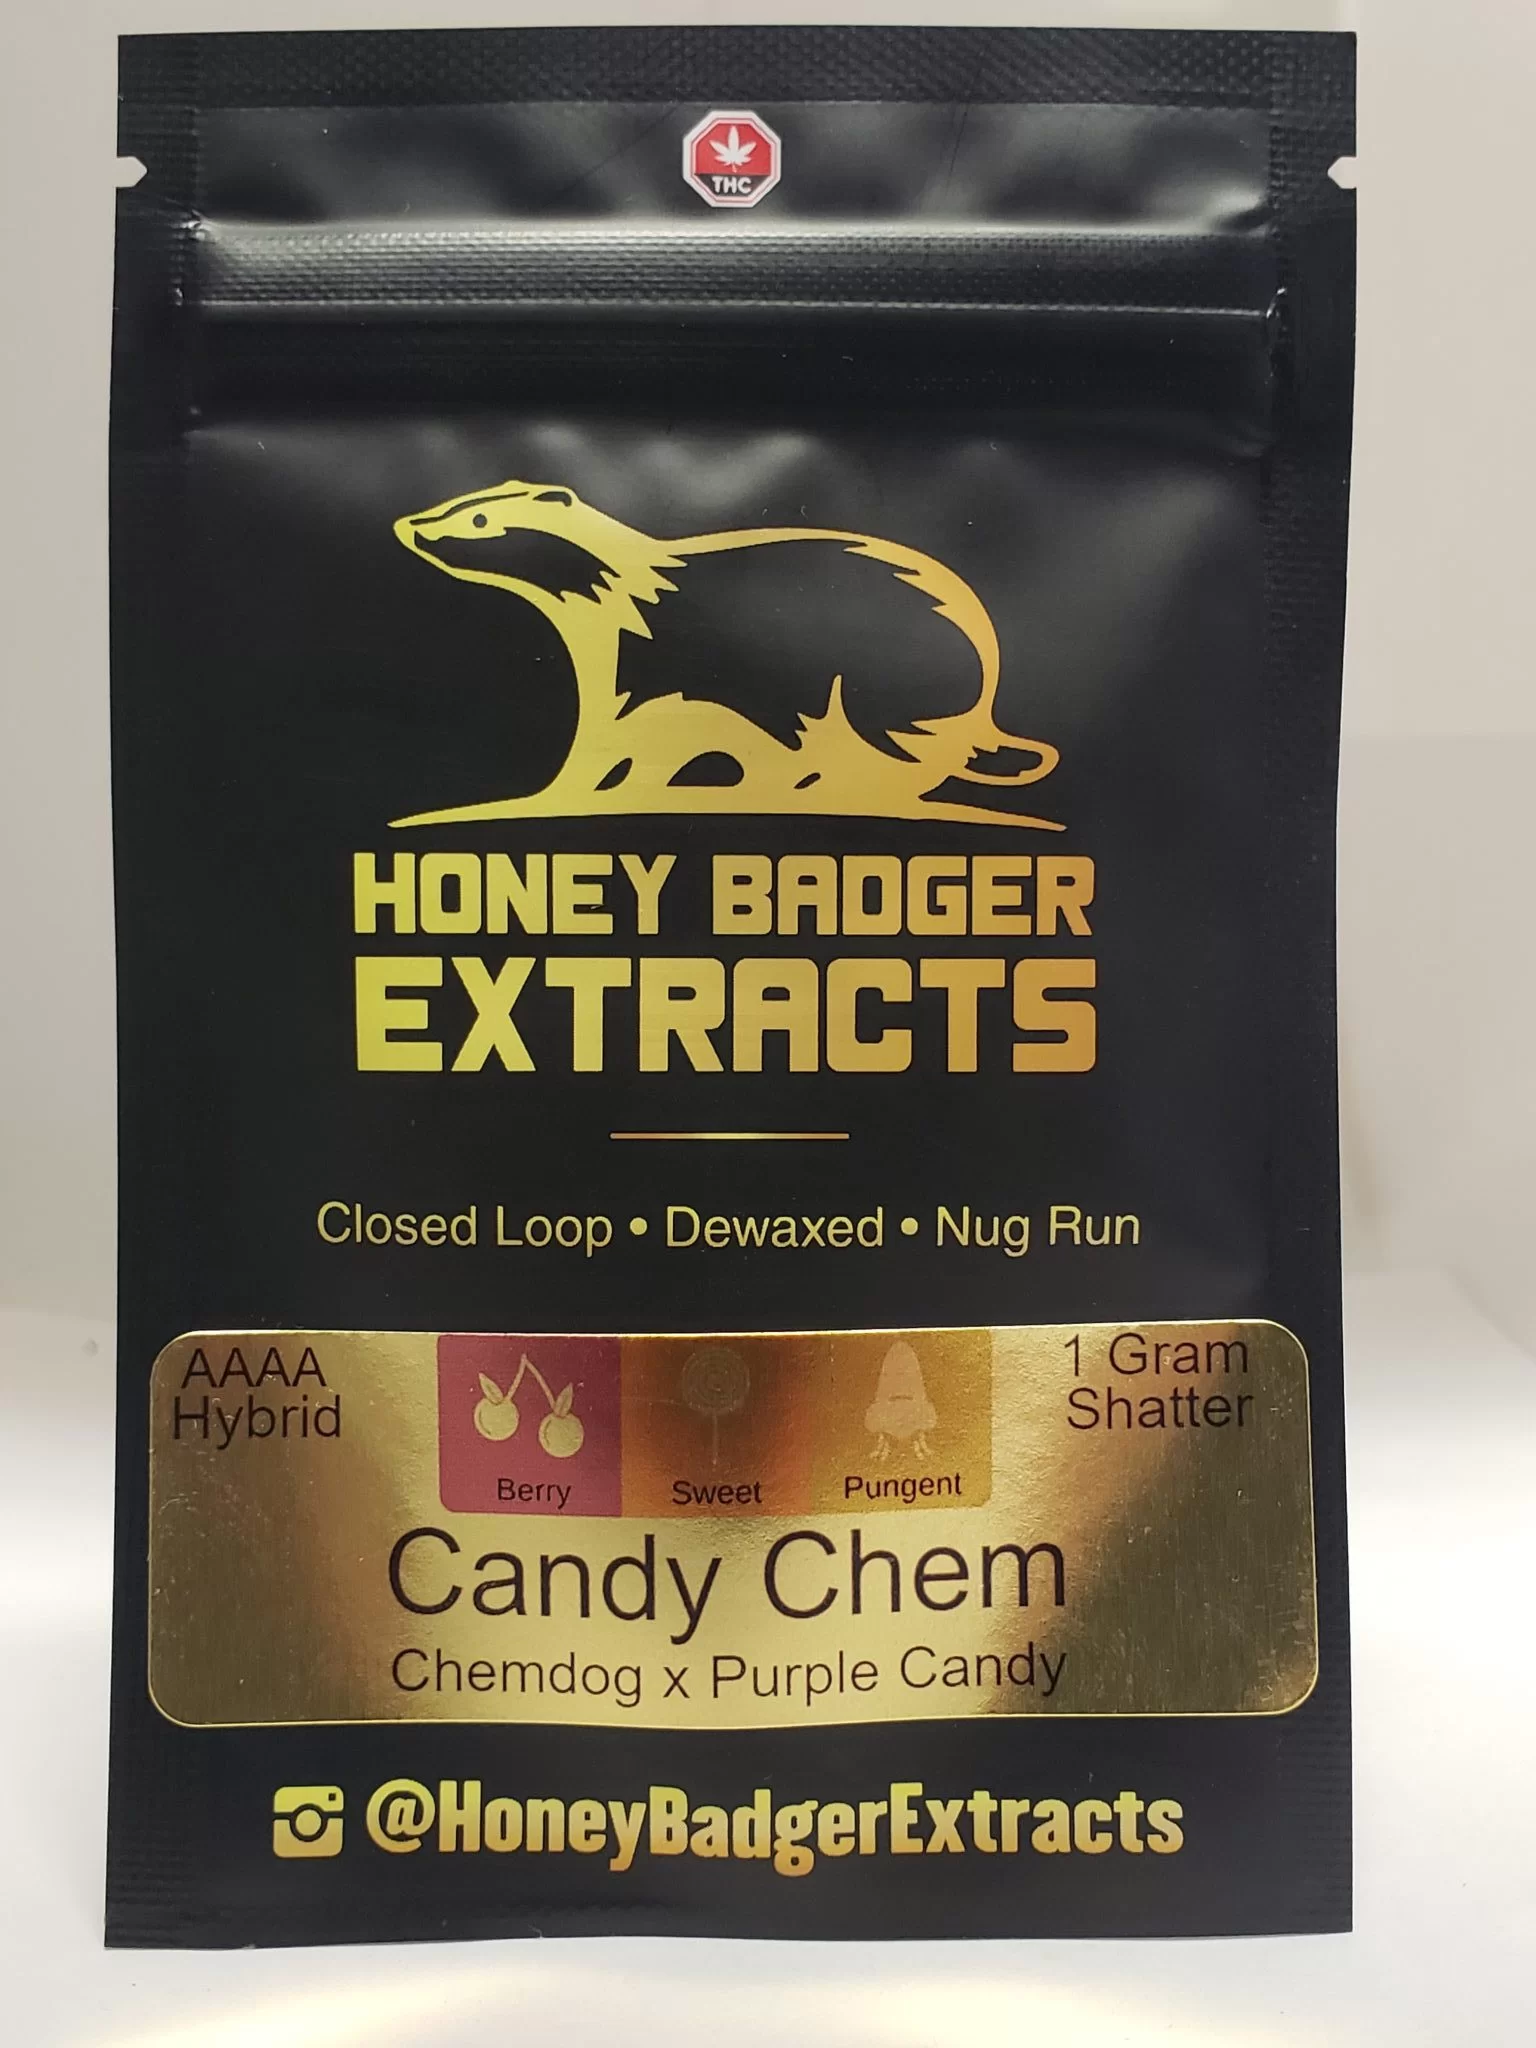 THC
HONEY BADGER
EXTRACTS
Closed Loop • Dewaxed • Nug Run
AAAA
Hybrid
Berry
Sweet
Pungent
1 Gram
Shatter
Candy Chem
Chemdog x Purple Candy
@HoneyBadgerExtracts